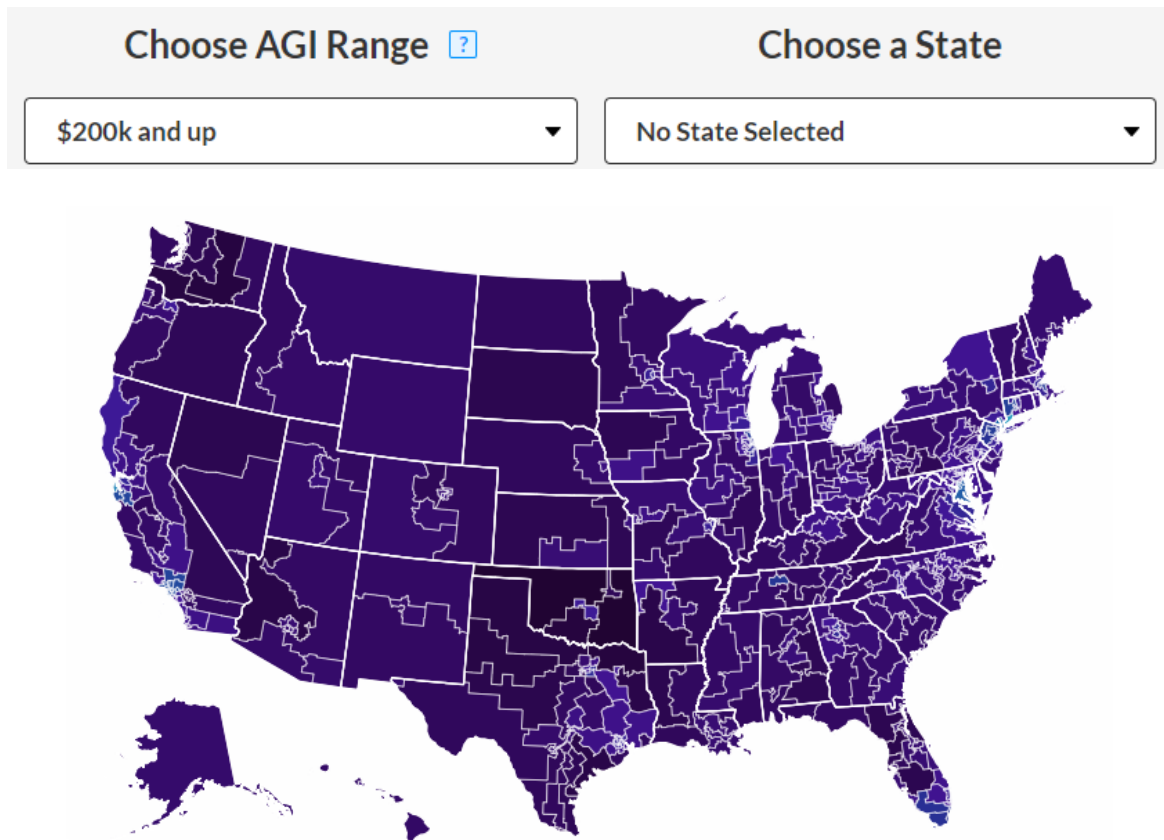 Choose AGI Range ?
Choose a State
$200k and up
No State Selected